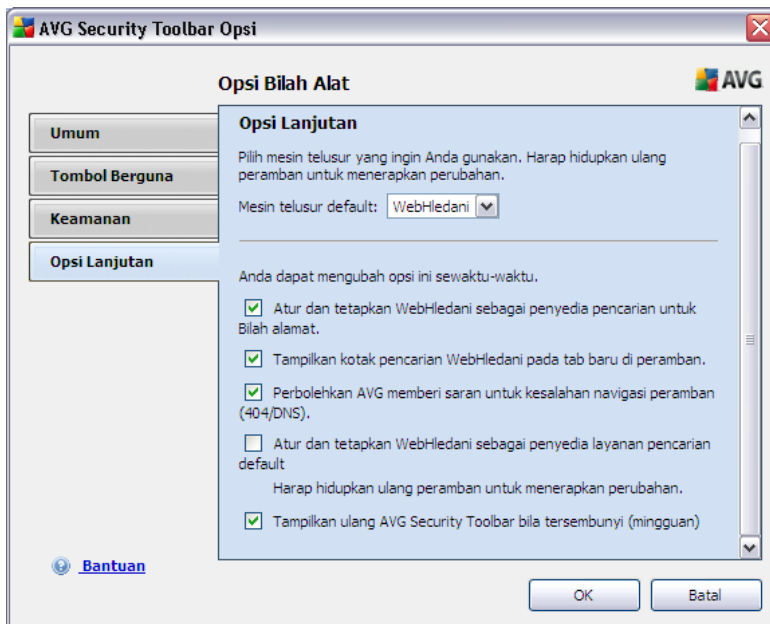 AVG Security Toolbar Opsi
Opsi Bilah Alat
AVG
Umum
Tombol Berguna
Keamanan
Opsi Lanjutan
Opsi Lanjutan
Pilih mesin telusur yang ingin Anda gunakan. Harap hidupkan ulang
peramban untuk menerapkan perubahan.
Mesin telusur default: WebHledani
Anda dapat mengubah opsi ini sewaktu-waktu.
Atur dan tetapkan WebHledani sebagai penyedia pencarian untuk
Bilah alamat.
Tampilkan kotak pencarian WebHledani pada tab baru di peramban.
Perbolehkan AVG memberi saran untuk kesalahan navigasi peramban
(404/DNS).
Atur dan tetapkan WebHledani sebagai penyedia layanan pencarian
default
Harap hidupkan ulang peramban untuk menerapkan perubahan.
Tampilkan ulang AVG Security Toolbar bila tersembunyi (mingguan)
Bantuan
OK
Batal